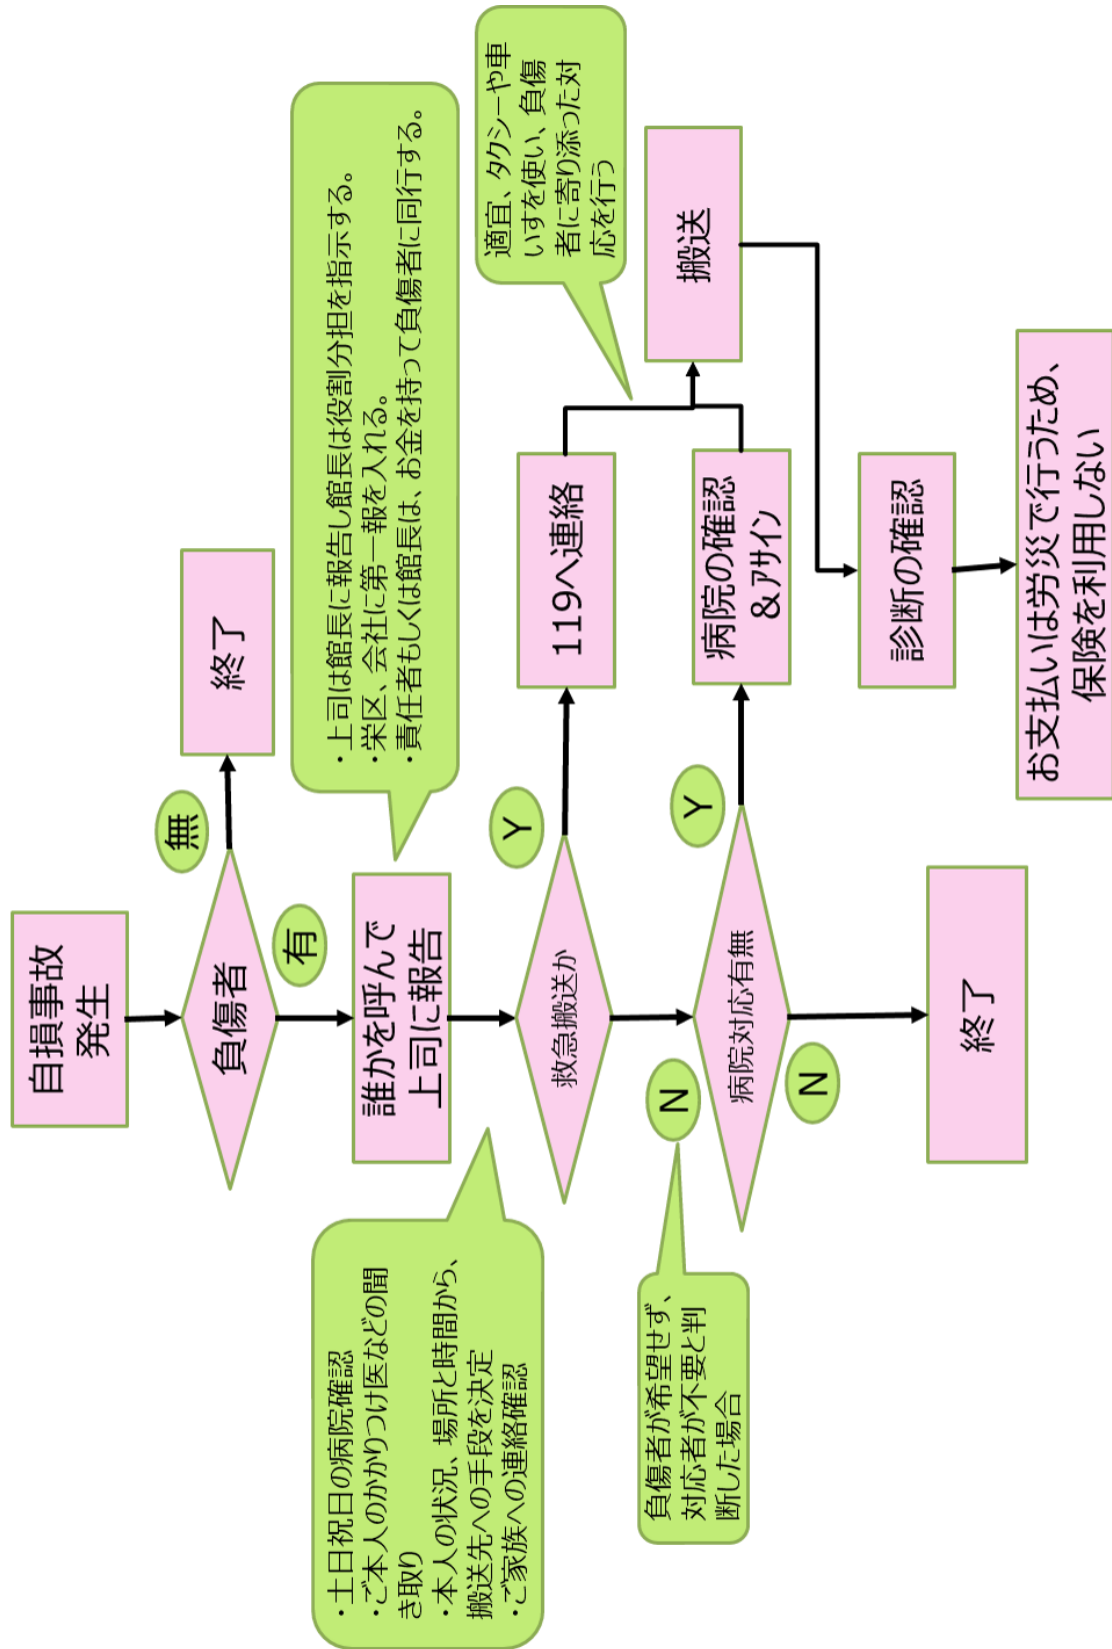 自損事故
発生
負傷者
無
終了
有
誰かを呼んで
上司に報告
・上司は館長に報告し館長は役割分担を指示する。
・栄区、会社に第一報を入れる。
・責任者もしくは館長は、お金を持って負傷者に同行する。
・土日祝日の病院確認
・ご本人のかかりつけ医などの聞
き取り
・本人の状況、場所と時間から、
搬送先への手段を決定
・ご家族への連絡確認
救急搬送か
Y
119へ連絡
適宜、タクシーや車
いすを使い、負傷
者に寄り添った対
応を行う
N
負傷者が希望せず、
対応者が不要と判
断した場合
病院対応有無
Y
病院の確認
&アサイン
搬送
N
終了
診断の確認
お支払いは労災で行うため、
保険を利用しない